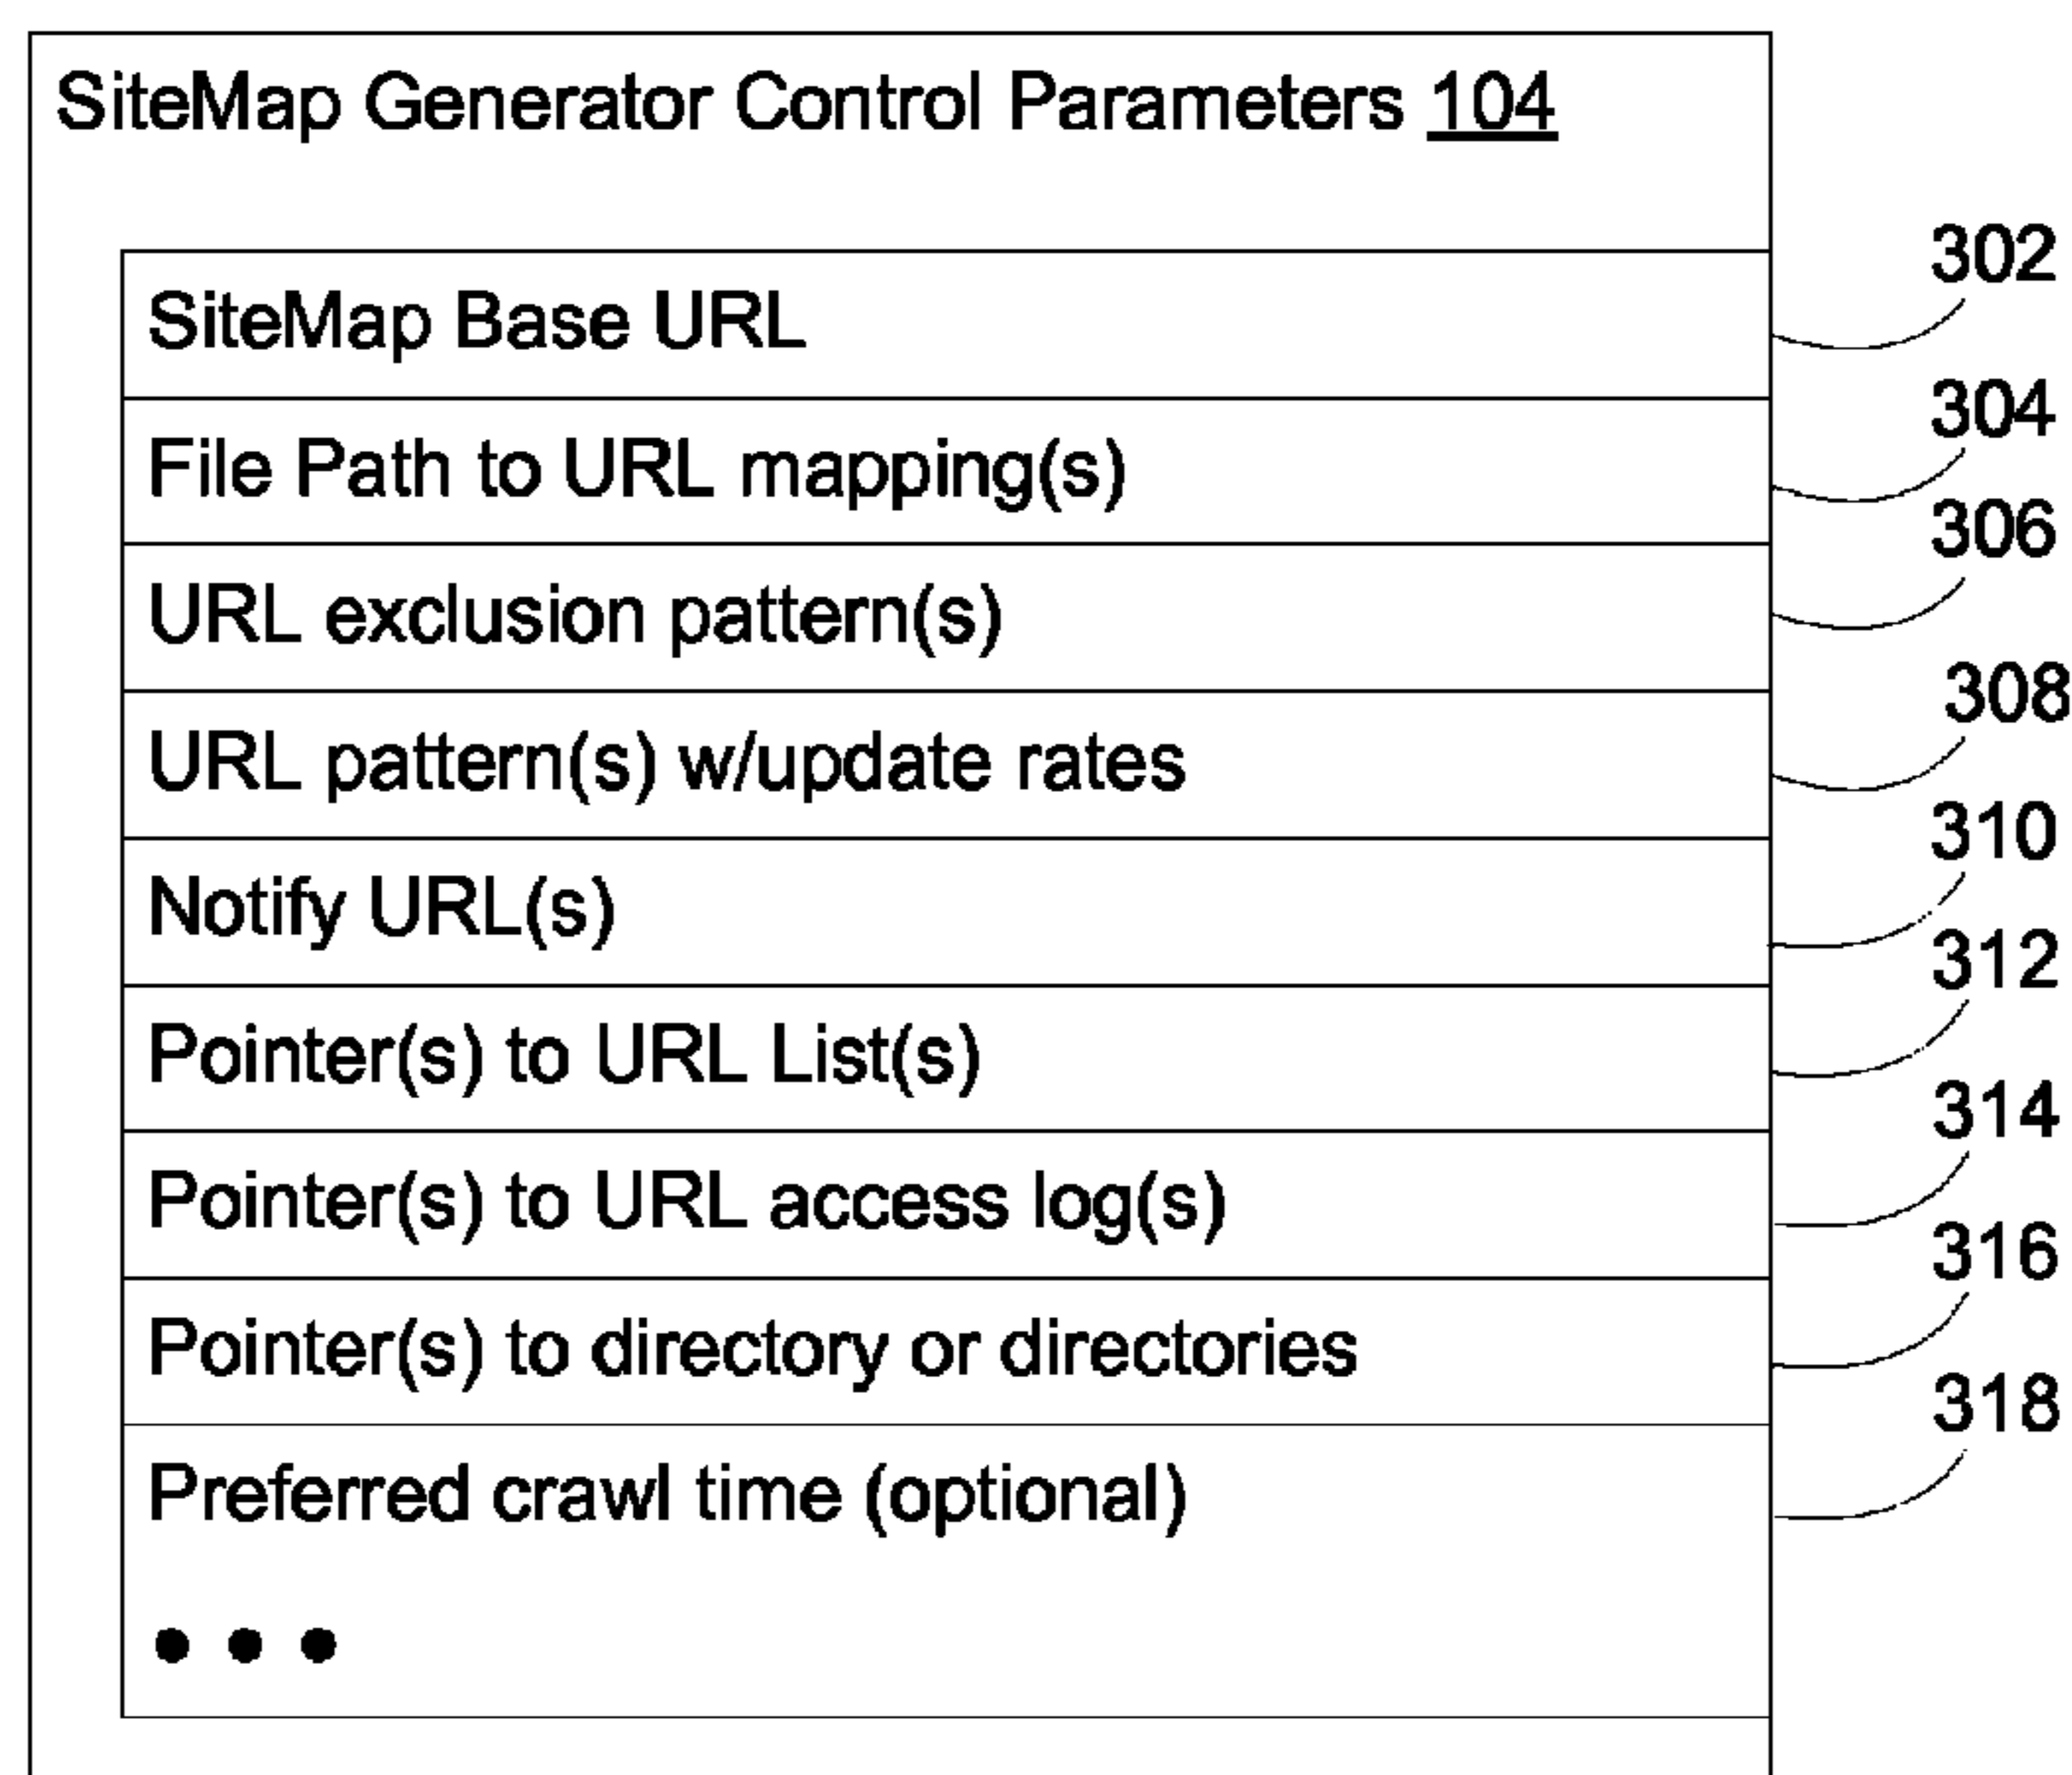 SiteMap Generator Control Parameters 104
SiteMap Base URL
302
File Path to URL mapping(s)
304
URL exclusion pattern(s)
306
URL pattern(s) w/update rates
308
Notify URL(s)
310
Pointer(s) to URL List(s)
312
Pointer(s) to URL access log(s)
314
Pointer(s) to directory or directories
316
Preferred crawl time (optional)
318
• • •